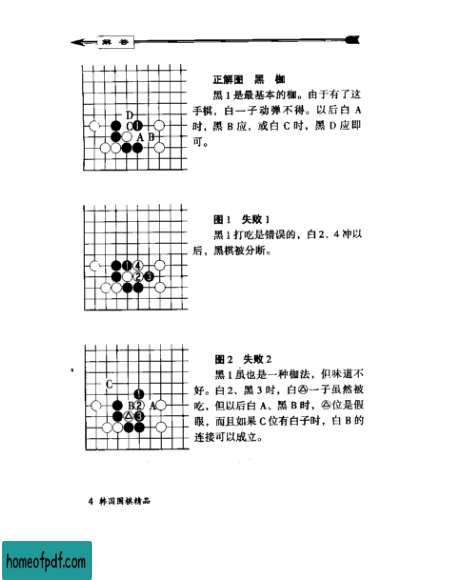 解 答
正解图 黑 枷
黑1是最基本的枷。由于有了这
手棋，白一子动弹不得。以后白A
时，黑B应，或白C时，黑D应即
可。
D
C 1
A B
图1 失败1
黑1打吃是错误的，白2、4冲以
后，黑棋被分断。
1 4
2 3
图2 失败2
黑1虽也是一种枷法，但味道不
好。白2、黑3时，白△一子虽然被
吃，但以后白A、黑B时，△位是假
眼，而且如果C位有白子时，白B的
连接可以成立。
C
1
B 2 A
△ 3
4 韩国围棋精品
homeofpdf.com